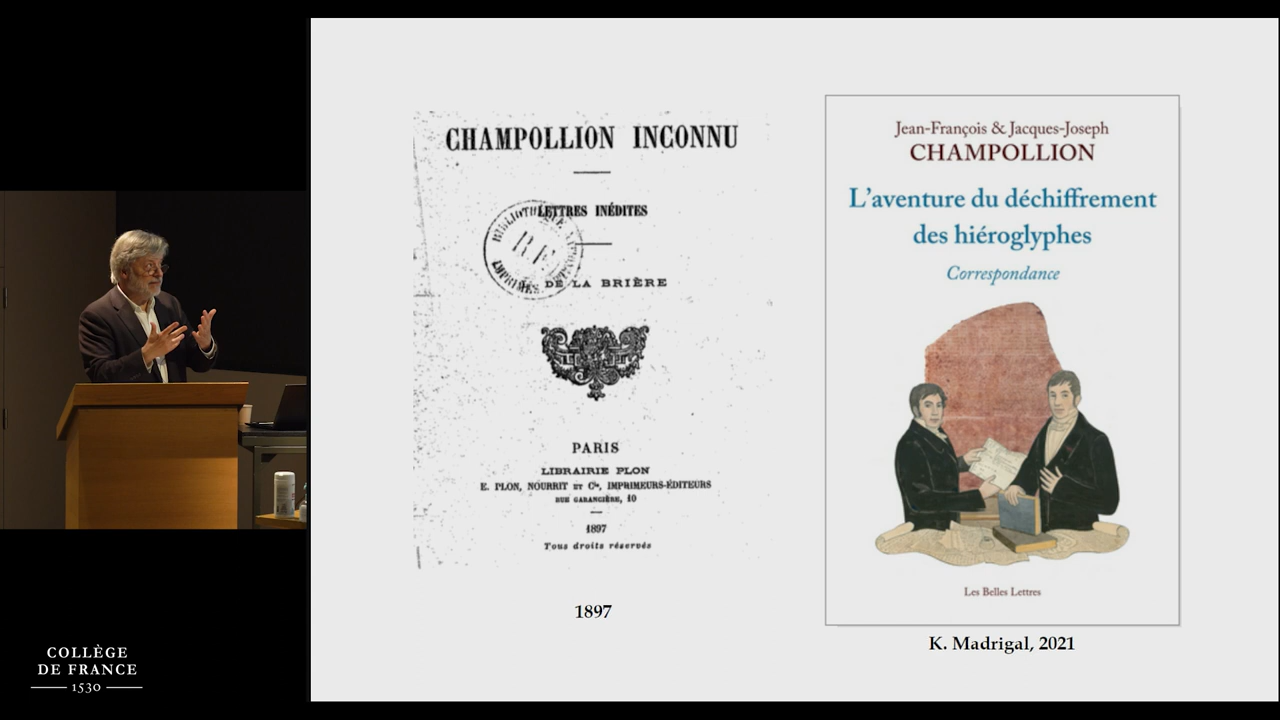 CHAMPOLLION INCONNU
LETTRES INÉDITES
DE LA BRIÈRE
PARIS
LIBRAIRIE PLON
E. PLON, NOURRIT ET Cie, IMPRIMEURS-ÉDITEURS
RUE GARANCIÈRE, 10
1897
Tous droits réservés
1897
Jean-François & Jacques-Joseph
CHAMPOLLION
L'aventure du déchiffrement
des hiéroglyphes
Correspondance
Les Belles Lettres
K. Madrigal, 2021
COLLÈGE
DE FRANCE
1530